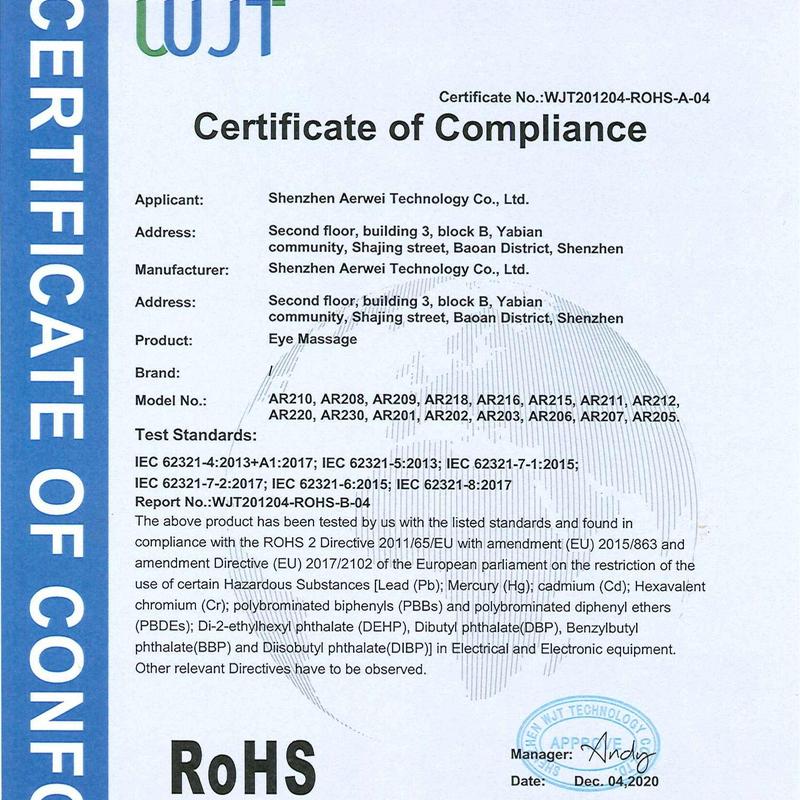 WJT
CERTIFICATE OF CONFO
Certificate No.:WJT201204-ROHS-A-04
Certificate of Compliance
Applicant: Shenzhen Aerwei Technology Co., Ltd.
Address: Second floor, building 3, block B, Yabian
community, Shajing street, Baoan District, Shenzhen
Manufacturer: Shenzhen Aerwei Technology Co., Ltd.
Address: Second floor, building 3, block B, Yabian
community, Shajing street, Baoan District, Shenzhen
Product: Eye Massage
Brand: /
Model No.: AR210, AR208, AR209, AR218, AR216, AR215, AR211, AR212,
AR220, AR230, AR201, AR202, AR203, AR206, AR207, AR205.
Test Standards:
IEC 62321-4:2013+A1:2017; IEC 62321-5:2013; IEC 62321-7-1:2015;
IEC 62321-7-2:2017; IEC 62321-6:2015; IEC 62321-8:2017
Report No.:WJT201204-ROHS-B-04
The above product has been tested by us with the listed standards and found in
compliance with the ROHS 2 Directive 2011/65/EU with amendment (EU) 2015/863 and
amendment Directive (EU) 2017/2102 of the European parliament on the restriction of the
use of certain Hazardous Substances [Lead (Pb); Mercury (Hg); cadmium (Cd); Hexavalent
chromium (Cr); polybrominated biphenyls (PBBs) and polybrominated diphenyl ethers
(PBDEs); Di-2-ethylhexyl phthalate (DEHP), Dibutyl phthalate(DBP), Benzylbutyl
phthalate(BBP) and Diisobutyl phthalate(DIBP)] in Electrical and Electronic equipment.
Other relevant Directives have to be observed.
RoHS
WJT TECHNOLOGY
APPROVE
Manager: Andy
Date: Dec. 04,2020